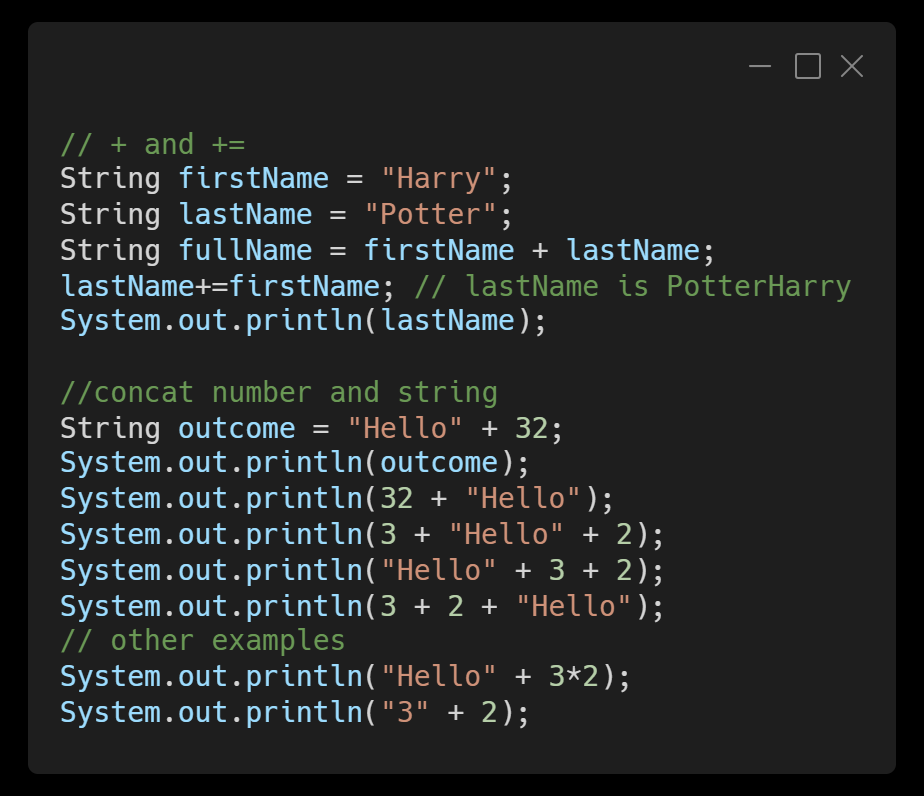 // + and +=
String firstName = "Harry";
String lastName = "Potter";
String fullName = firstName + lastName;
lastName+=firstName; // lastName is PotterHarry
System.out.println(lastName);

//concat number and string
String outcome = "Hello" + 32;
System.out.println(outcome);
System.out.println(32 + "Hello");
System.out.println(3 + "Hello" + 2);
System.out.println("Hello" + 3 + 2);
System.out.println(3 + 2 + "Hello");
// other examples
System.out.println("Hello" + 3*2);
System.out.println("3" + 2);